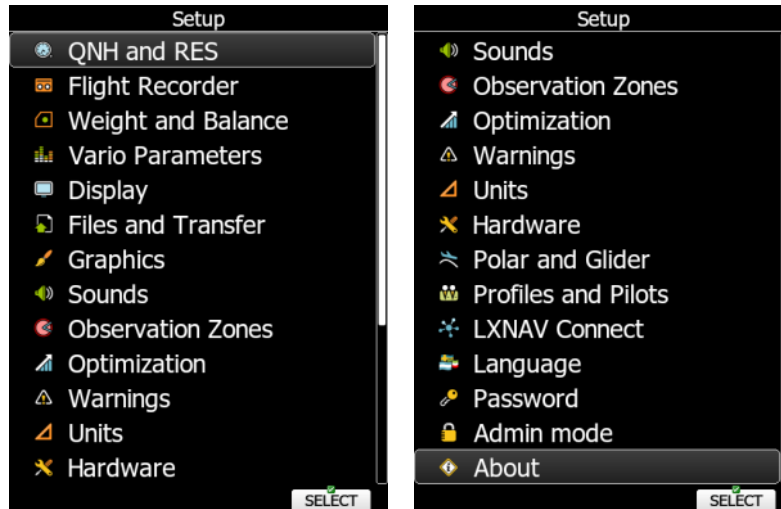 Setup
QNH and RES
Flight Recorder
Weight and Balance
Vario Parameters
Display
Files and Transfer
Graphics
Sounds
Observation Zones
Optimization
Warnings
Units
Hardware
SELECT
Setup
Sounds
Observation Zones
Optimization
Warnings
Units
Hardware
Polar and Glider
Profiles and Pilots
LXNAV Connect
Language
Password
Admin mode
About
SELECT